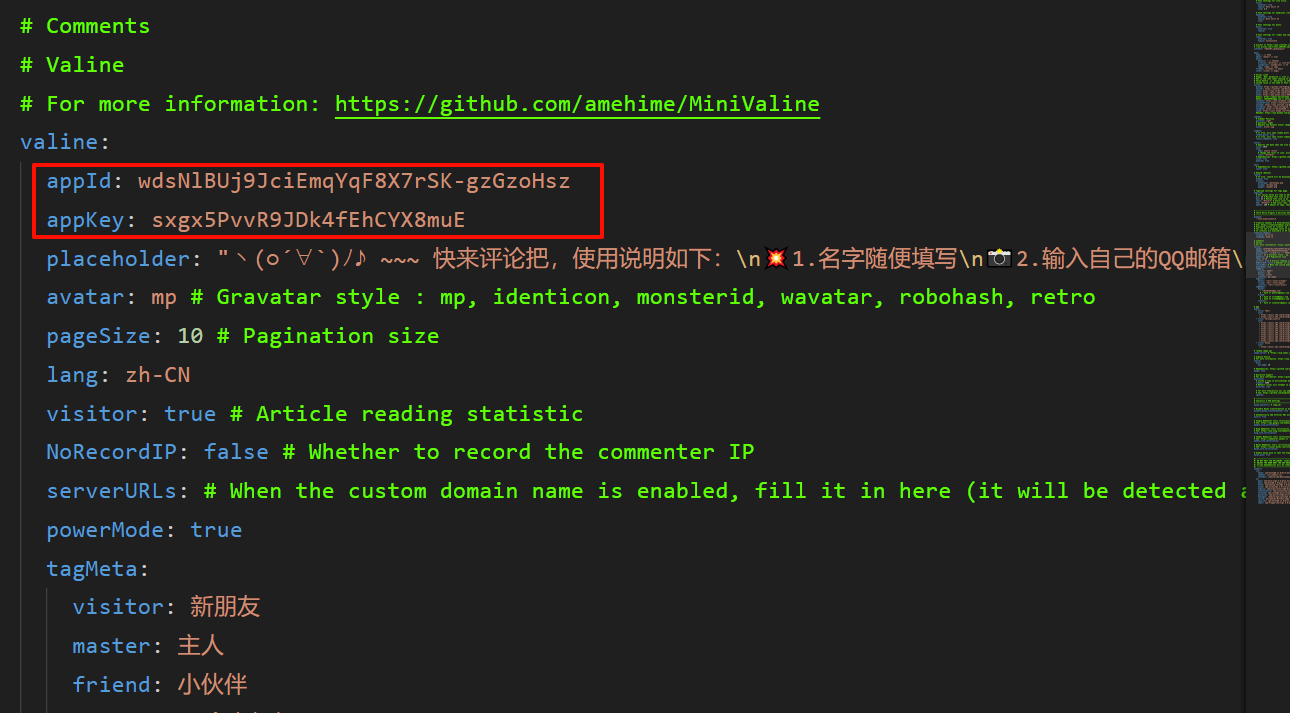 # Comments
# Valine
# For more information: https://github.com/amehime/MiniValine
valine:
appId: wdsNlBUj9JciEmqYqF8X7rSK-gzGzoHsz
appKey: sxgx5PvvR9JDk4fEhCYX8muE
placeholder: "ヽ(○´∀`)ﾉ♪ ~~~ 快来评论把，使用说明如下：\n💥1.名字随便填写\n📸2.输入自己的QQ邮箱\
avatar: mp # Gravatar style : mp, identicon, monsterid, wavatar, robohash, retro
pageSize: 10 # Pagination size
lang: zh-CN
visitor: true # Article reading statistic
NoRecordIP: false # Whether to record the commenter IP
serverURLs: # When the custom domain name is enabled, fill it in here (it will be detected
powerMode: true
tagMeta:
visitor: 新朋友
master: 主人
friend: 小伙伴